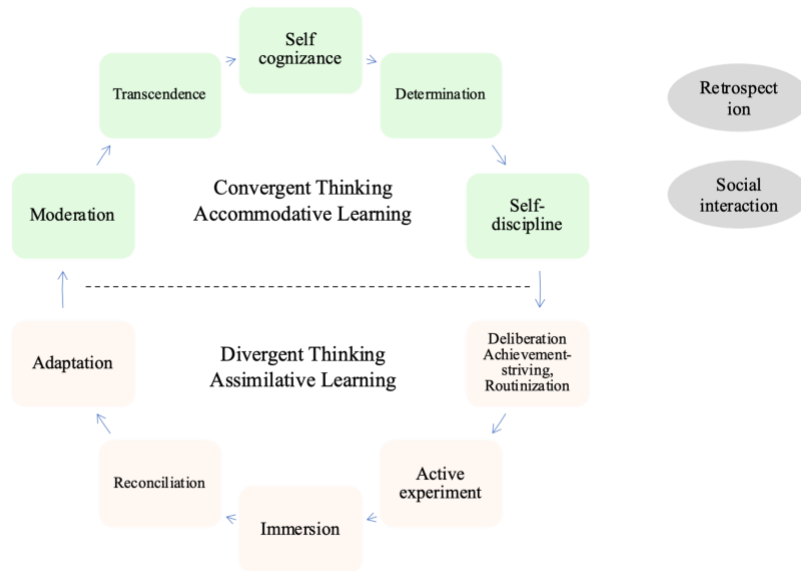 Self
cognizance
Transcendence
Determination
Retrospect
ion
Convergent Thinking
Accommodative Learning
Moderation
Self-
discipline
Social
interaction
Divergent Thinking
Assimilative Learning
Adaptation
Deliberation
Achievement-
striving,
Routinization
Reconciliation
Active
experiment
Immersion